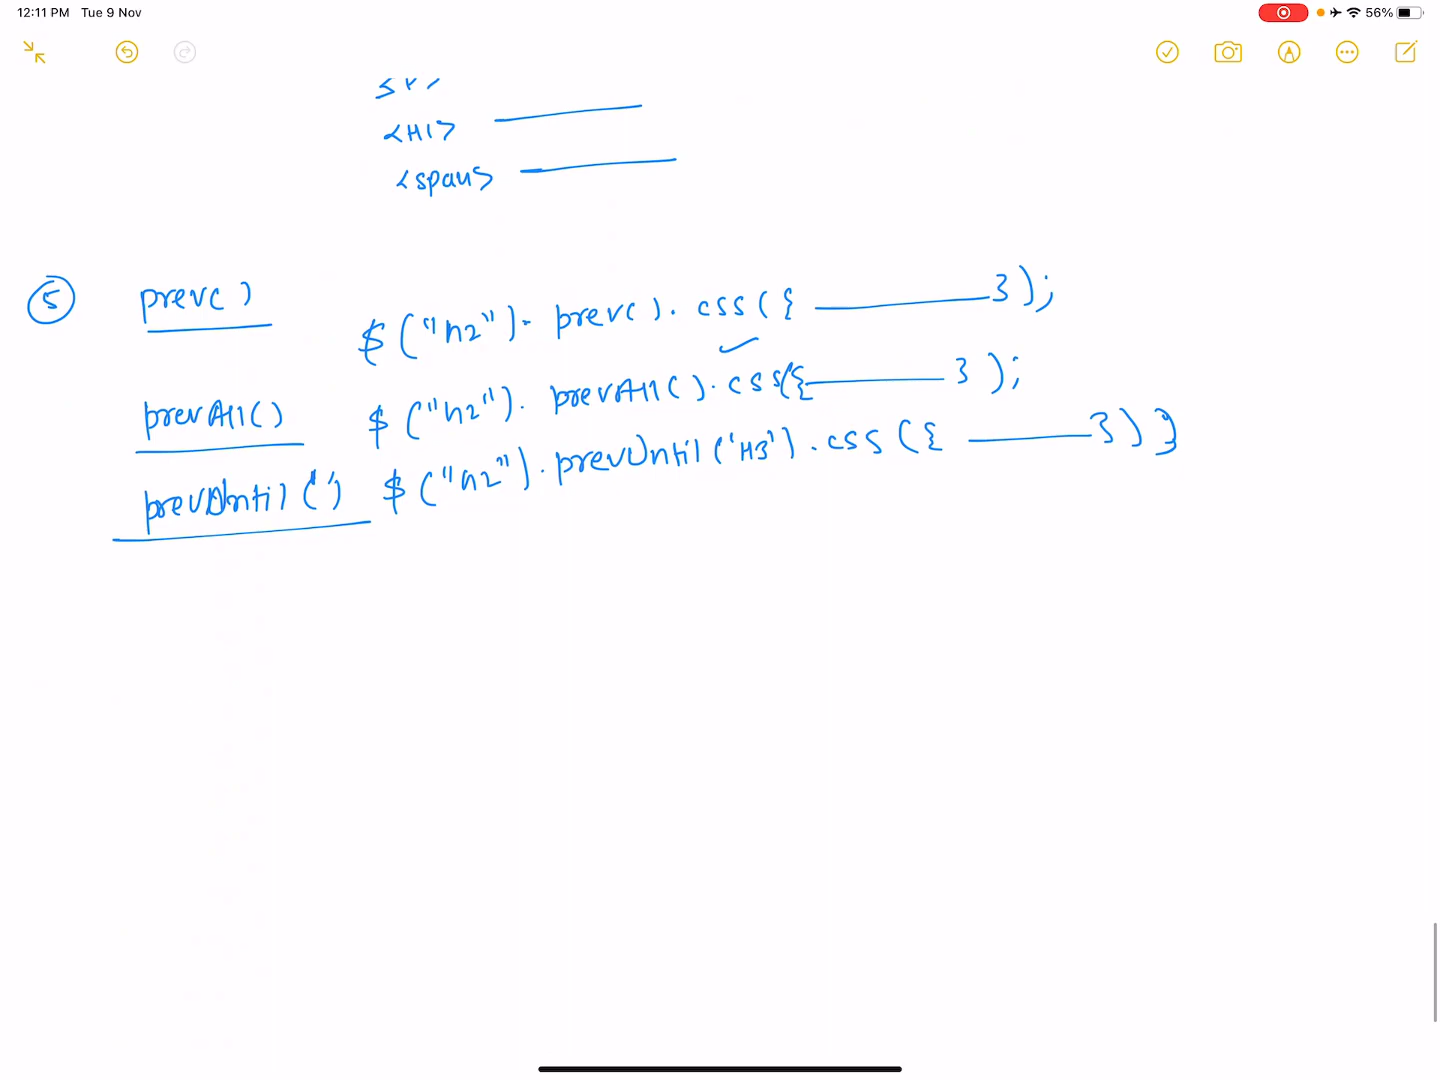 12:11 PM Tue 9 Nov 56%
<H1>
<span>
5 prev() $("h2").prev().css({ });
prevAll() $("h2").prevAll().css({ });
prevUntil('') $("h2").prevUntil('H3').css({ })}